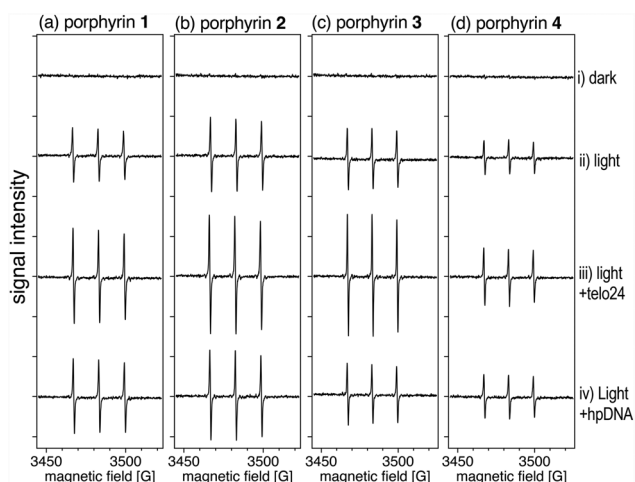 (a) porphyrin 1
(b) porphyrin 2
(c) porphyrin 3
(d) porphyrin 4
signal intensity
i) dark
ii) light
iii) light
+telo24
iv) Light
+hpDNA
3450 3500
3450 3500
3450 3500
3450 3500
magnetic field [G]
magnetic field [G]
magnetic field [G]
magnetic field [G]